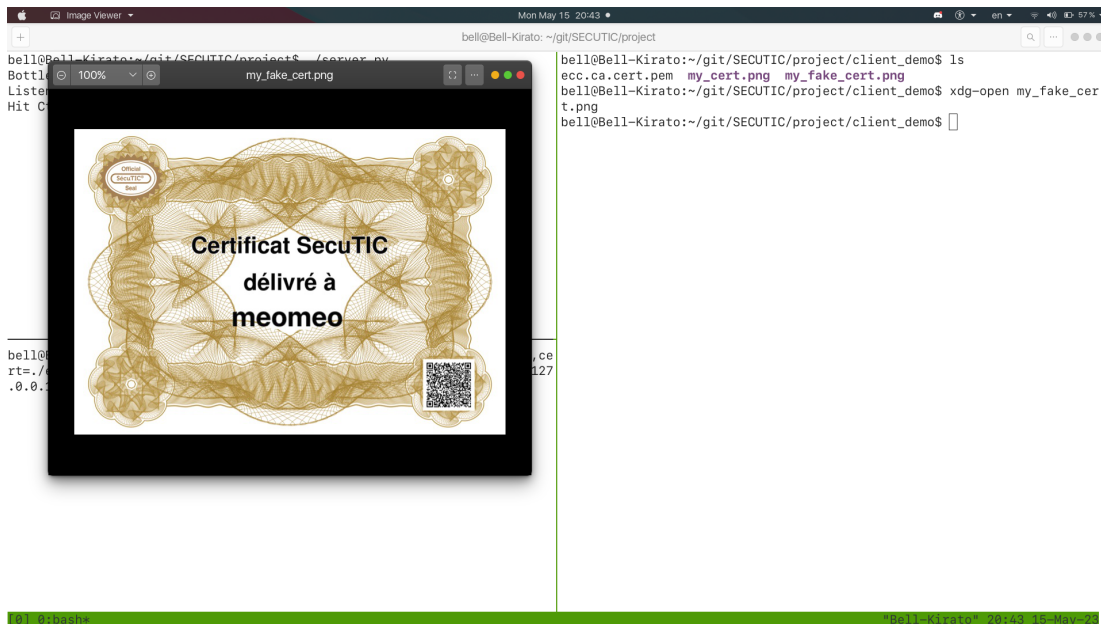 Image Viewer
Mon May 15 20:43
en
57%
bell@Bell-Kirato: ~/git/SECUTIC/project
bell@Bell-Kirato:~/git/SECUTIC/project$ ./server.py
Bottle
Listen
Hit C
100%
my_fake_cert.png
Official
SecuTIC®
Seal
Certificat SecuTIC
délivré à
meomeo
bell@B
,ce
rt=./
127
.0.0.1
bell@Bell-Kirato:~/git/SECUTIC/project/client_demo$ ls
ecc.ca.cert.pem my_cert.png my_fake_cert.png
bell@Bell-Kirato:~/git/SECUTIC/project/client_demo$ xdg-open my_fake_cer
t.png
bell@Bell-Kirato:~/git/SECUTIC/project/client_demo$
[0] 0:bash*
"Bell-Kirato" 20:43 15-May-23